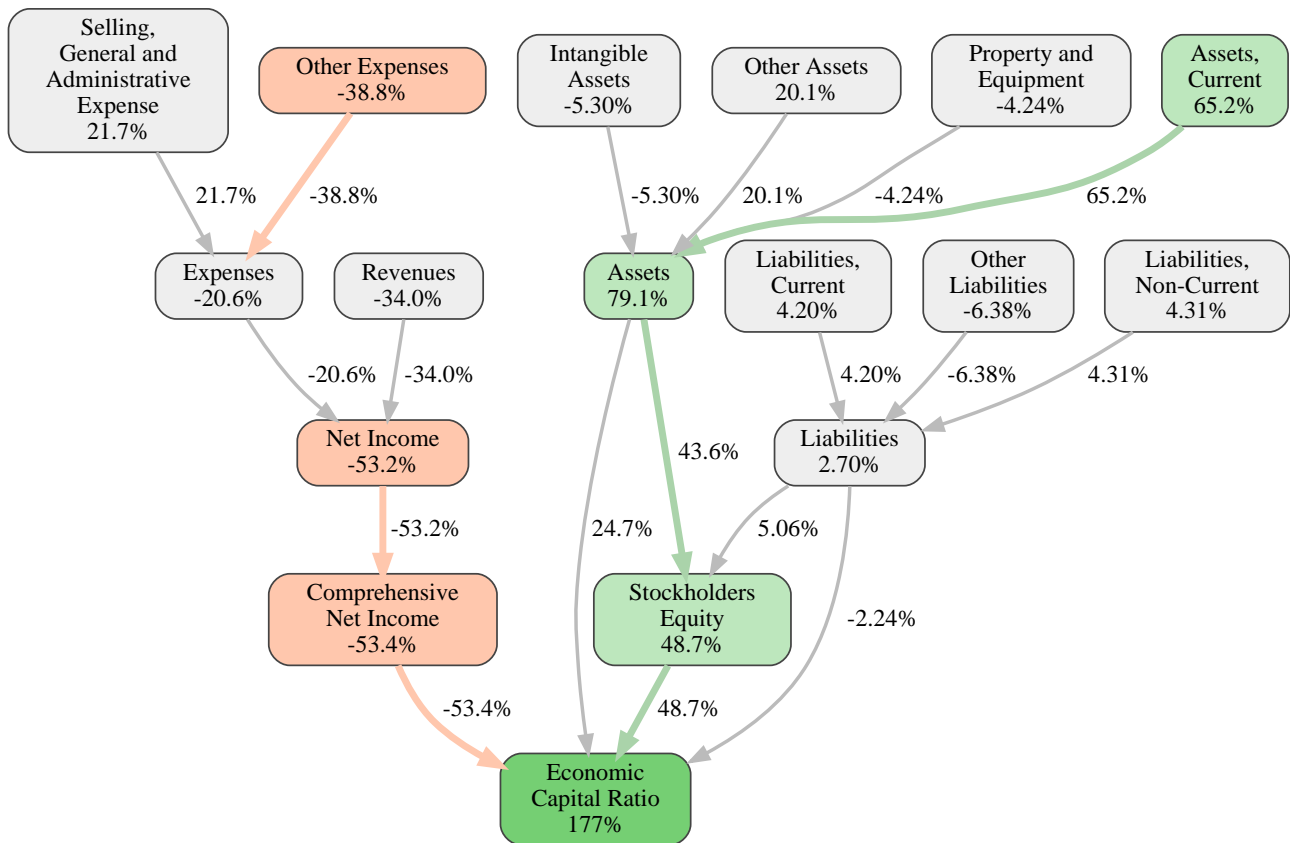 Selling,
General and
Administrative
Expense
21.7%
Other Expenses
-38.8%
Intangible
Assets
-5.30%
Other Assets
20.1%
Property and
Equipment
-4.24%
Assets,
Current
65.2%
21.7%
-38.8%
-5.30%
20.1%
-4.24%
65.2%
Expenses
-20.6%
Revenues
-34.0%
Assets
79.1%
Liabilities,
Current
4.20%
Other
Liabilities
-6.38%
Liabilities,
Non-Current
4.31%
-20.6%
-34.0%
4.20%
-6.38%
4.31%
Net Income
-53.2%
43.6%
Liabilities
2.70%
-53.2%
24.7%
5.06%
Comprehensive
Net Income
-53.4%
Stockholders
Equity
48.7%
-2.24%
-53.4%
48.7%
Economic
Capital Ratio
177%